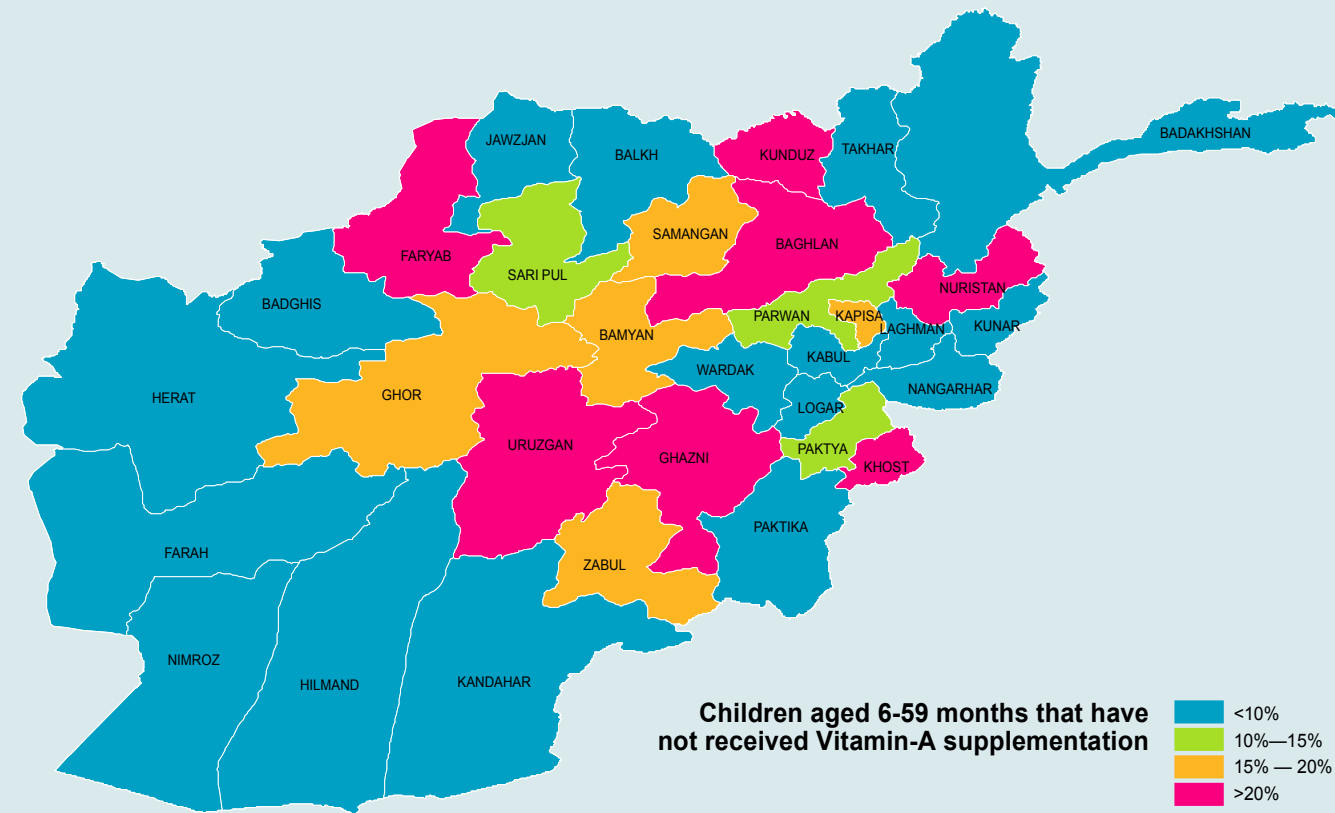 JAWZJAN
BALKH
KUNDUZ
TAKHAR
BADAKHSHAN
SAMANGAN
BAGHLAN
FARYAB
SARI PUL
NURISTAN
BADGHIS
PARWAN
KAPISA
LAGHMAN
KUNAR
BAMYAN
KABUL
WARDAK
NANGARHAR
HERAT
GHOR
LOGAR
URUZGAN
GHAZNI
PAKTYA
KHOST
PAKTIKA
FARAH
ZABUL
NIMROZ
HILMAND
KANDAHAR
Children aged 6-59 months that have
not received Vitamin-A supplementation
<10%
10%—15%
15% — 20%
>20%